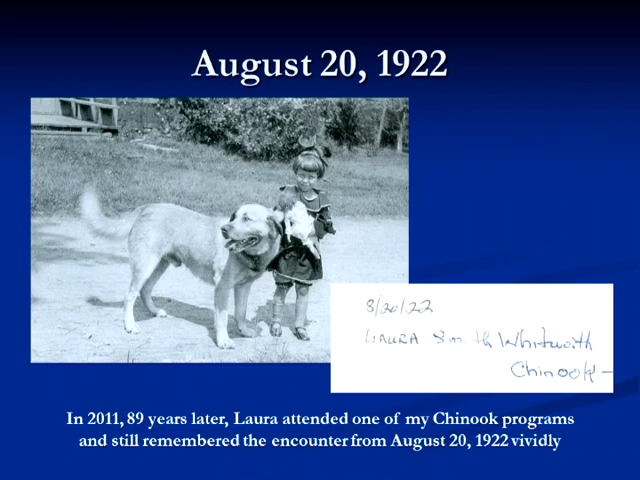 August 20, 1922
8/20/22
LAURA Smith Whitworth
Chinook -
In 2011, 89 years later, Laura attended one of my Chinook programs
and still remembered the encounter from August 20, 1922 vividly